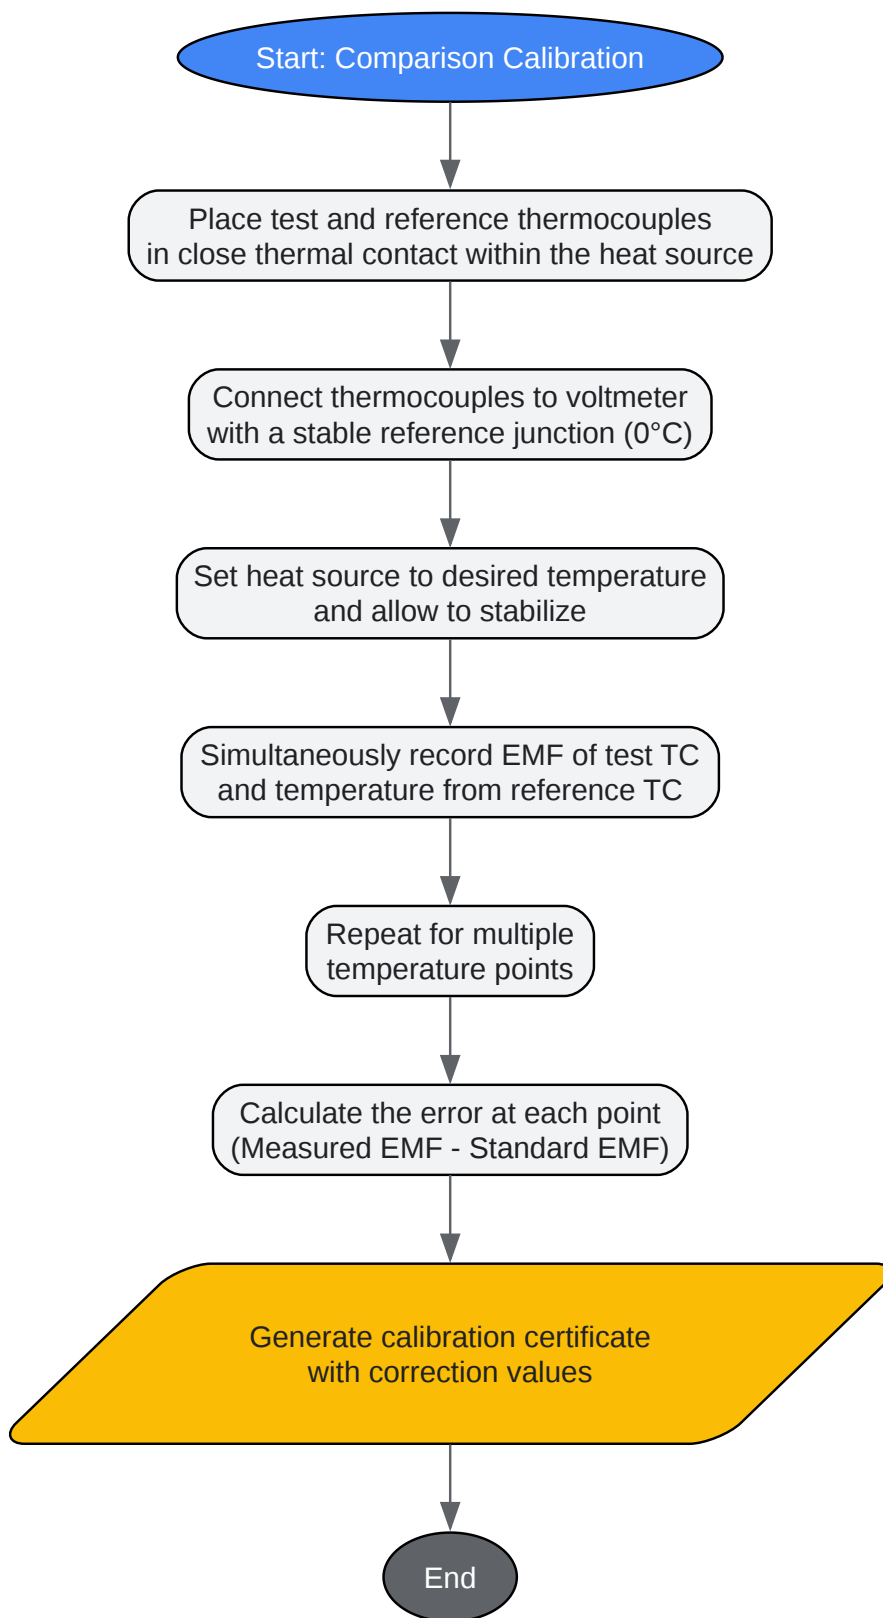 Start: Comparison Calibration
Place test and reference thermocouples
in close thermal contact within the heat source
Connect thermocouples to voltmeter
with a stable reference junction (0°C)
Set heat source to desired temperature
and allow to stabilize
Simultaneously record EMF of test TC
and temperature from reference TC
Repeat for multiple
temperature points
Calculate the error at each point
(Measured EMF - Standard EMF)
Generate calibration certificate
with correction values
End